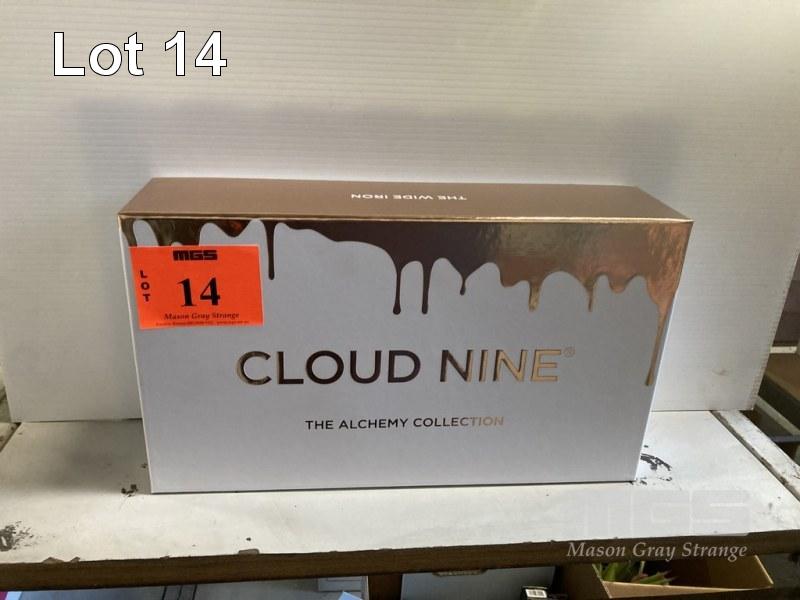 Lot 14
THE WIDE IRON
MGS
LOT
14
Mason Gray Strange
CLOUD NINE®
THE ALCHEMY COLLECTION
MGS
Mason Gray Strange